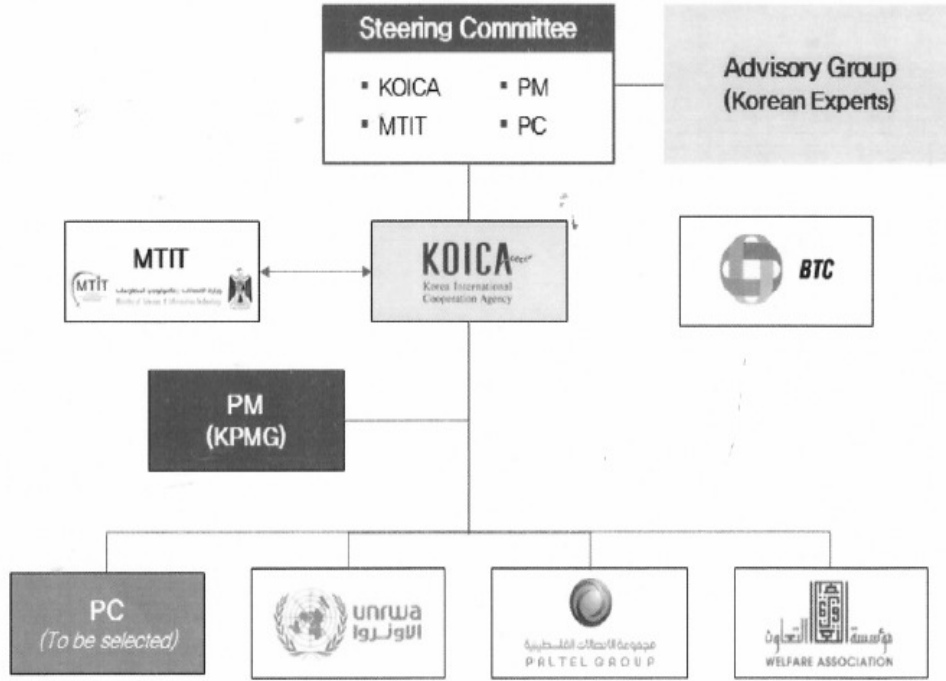 Steering Committee
▪ KOICA ▪ PM
▪ MTIT ▪ PC
Advisory Group
(Korean Experts)
MTIT
MTIT
KOICA
Korea International
Cooperation Agency
BTC
PM
(KPMG)
PC
(To be selected)
unrwa
الاونروا
مجموعة الاتصالات الفلسطينية
PALTEL GROUP
مؤسسة التعاون
WELFARE ASSOCIATION